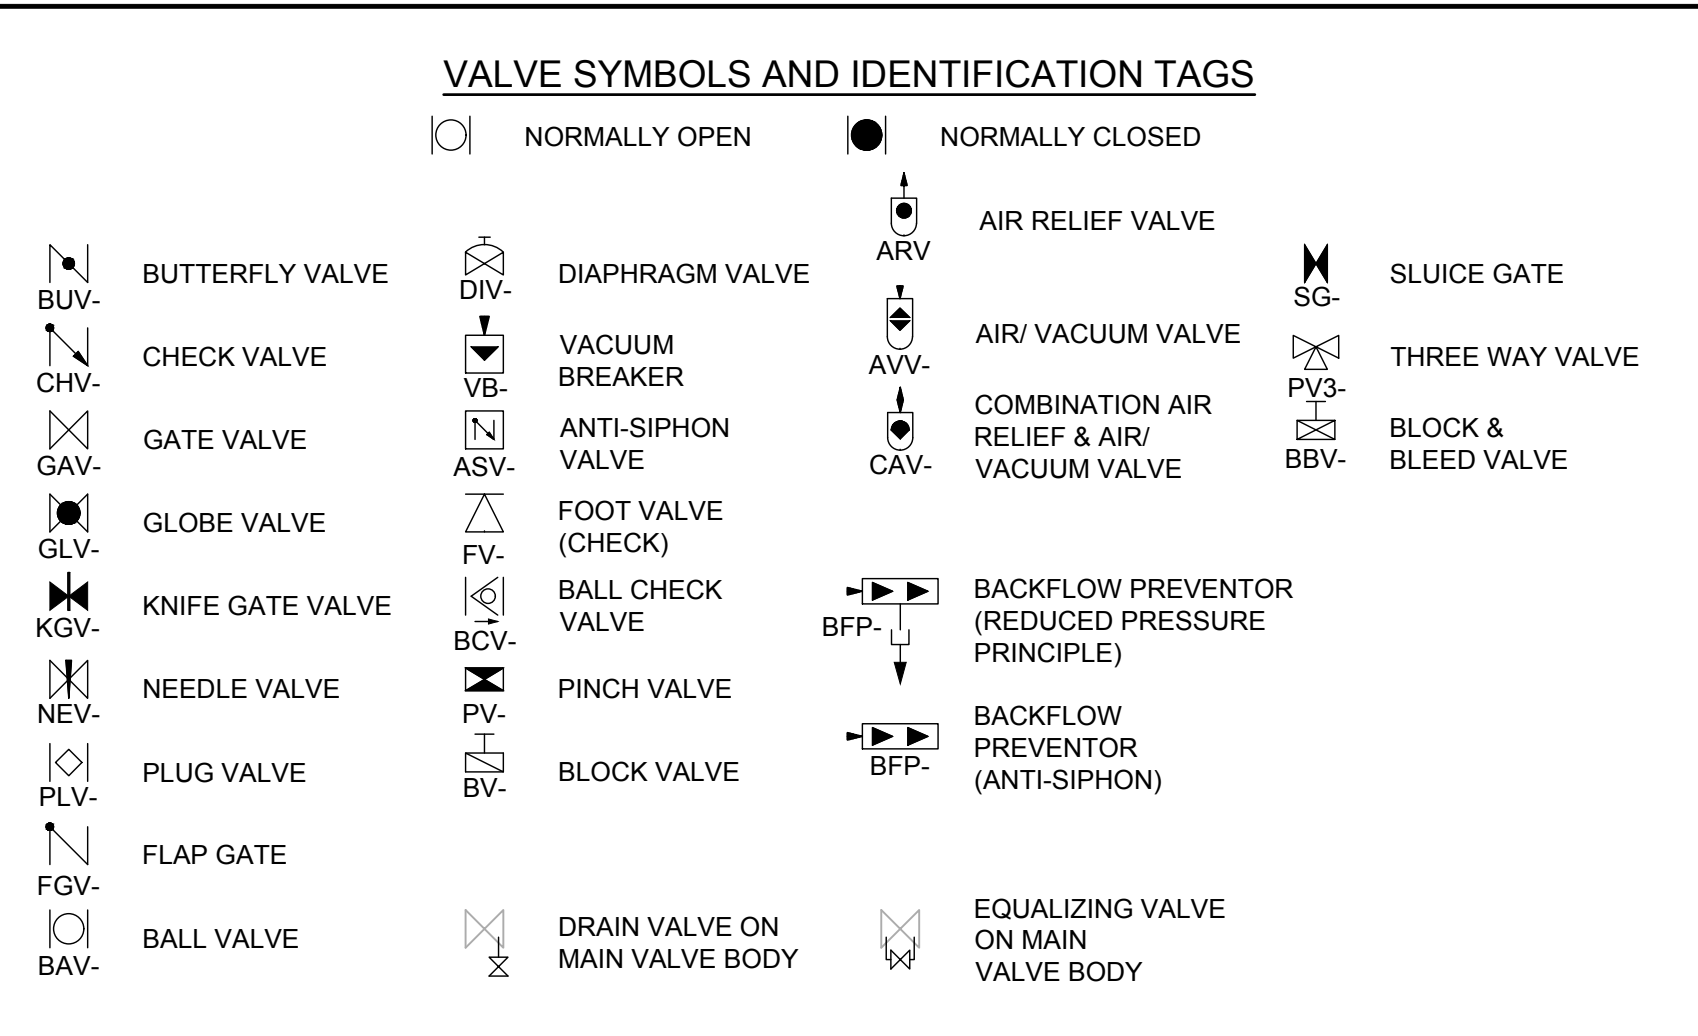 VALVE SYMBOLS AND IDENTIFICATION TAGS
NORMALLY OPEN
NORMALLY CLOSED
BUV-
BUTTERFLY VALVE
CHV-
CHECK VALVE
GAV-
GATE VALVE
GLV-
GLOBE VALVE
KGV-
KNIFE GATE VALVE
NEV-
NEEDLE VALVE
PLV-
PLUG VALVE
FGV-
FLAP GATE
BAV-
BALL VALVE
DIV-
DIAPHRAGM VALVE
VB-
VACUUM
BREAKER
ASV-
ANTI-SIPHON
VALVE
FV-
FOOT VALVE
(CHECK)
BCV-
BALL CHECK
VALVE
PV-
PINCH VALVE
BV-
BLOCK VALVE
DRAIN VALVE ON
MAIN VALVE BODY
ARV
AIR RELIEF VALVE
AVV-
AIR/ VACUUM VALVE
CAV-
COMBINATION AIR
RELIEF & AIR/
VACUUM VALVE
BFP-
BACKFLOW PREVENTOR
(REDUCED PRESSURE
PRINCIPLE)
BFP-
BACKFLOW
PREVENTOR
(ANTI-SIPHON)
EQUALIZING VALVE
ON MAIN
VALVE BODY
SG-
SLUICE GATE
PV3-
THREE WAY VALVE
BBV-
BLOCK &
BLEED VALVE